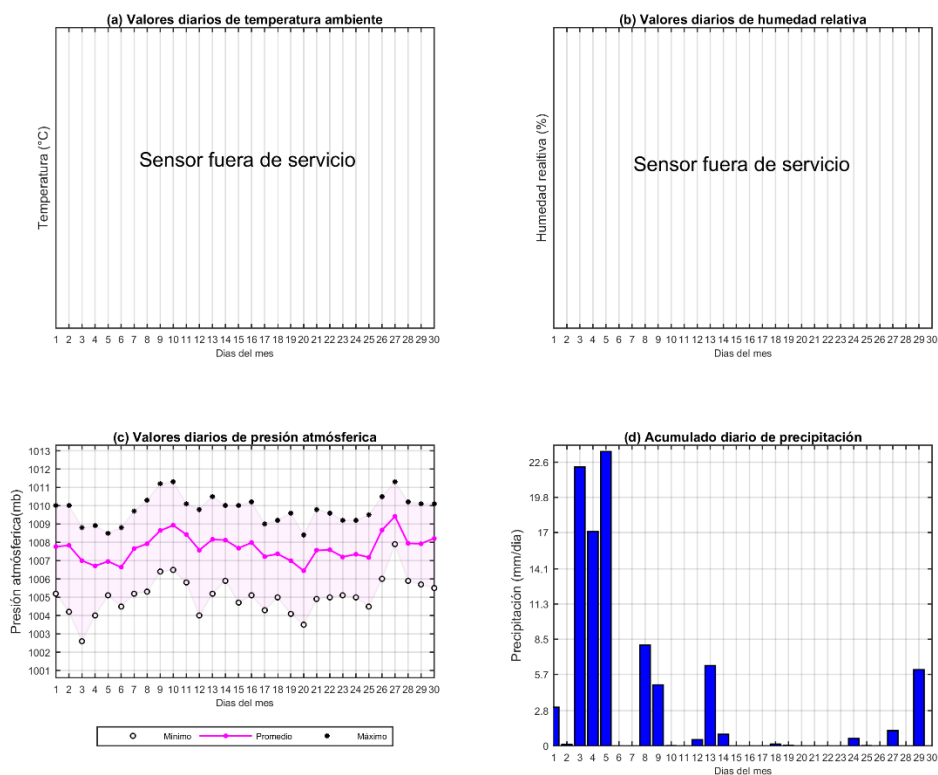 (a) Valores diarios de temperatura ambiente
Temperatura (°C)
Sensor fuera de servicio
1 2 3 4 5 6 7 8 9 10 11 12 13 14 15 16 17 18 19 20 21 22 23 24 25 26 27 28 29 30
Dias del mes
(b) Valores diarios de humedad relativa
Humedad realtiva (%)
Sensor fuera de servicio
1 2 3 4 5 6 7 8 9 10 11 12 13 14 15 16 17 18 19 20 21 22 23 24 25 26 27 28 29 30
Dias del mes
(c) Valores diarios de presión atmósferica
Presión atmósferica(mb)
1013
1012
1011
1010
1009
1008
1007
1006
1005
1004
1003
1002
1001
1 2 3 4 5 6 7 8 9 10 11 12 13 14 15 16 17 18 19 20 21 22 23 24 25 26 27 28 29 30
Dias del mes
Mínimo Promedio Máximo
(d) Acumulado diario de precipitación
Precipitación (mm/dia)
22.6
19.8
17
14.1
11.3
8.5
5.7
2.8
0
1 2 3 4 5 6 7 8 9 10 11 12 13 14 15 16 17 18 19 20 21 22 23 24 25 26 27 28 29 30
Dias del mes